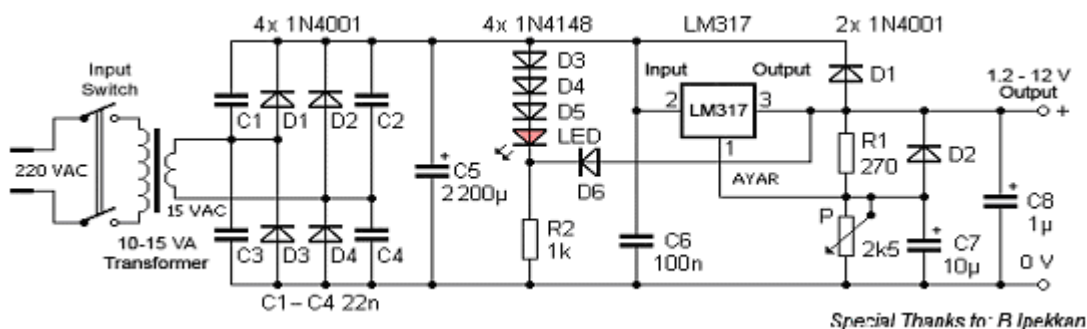 4x 1N4001
4x 1N4148
LM317
2x 1N4001
Input
Switch
220 VAC
15 VAC
10-15 VA
Transformer
C1
D1
D2
C2
C3
D3
D4
C4
C1 – C4 22n
C5
2200µ
+
D3
D4
D5
LED
D6
R2
1k
C6
100n
Input
Output
2
LM317
3
1
AYAR
D1
R1
270
D2
P
2k5
+
C7
10µ
+
C8
1µ
1.2 - 12 V
Output
+
0 V
Special Thanks to: B.Ipekkan